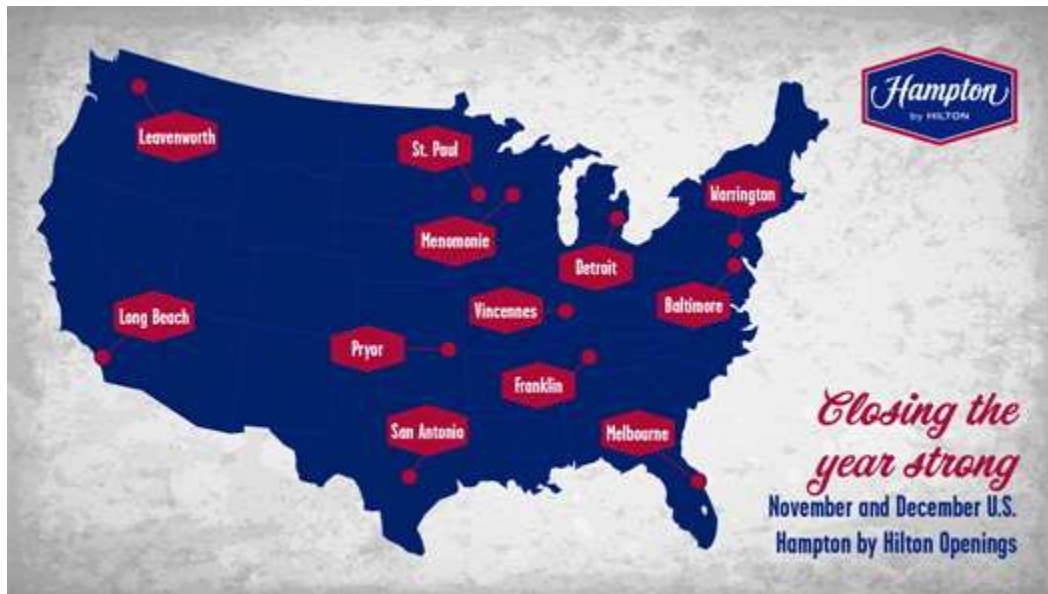 Hampton
by HILTON
Leavenworth
St. Paul
Warrington
Menomonie
Detroit
Baltimore
Vincennes
Long Beach
Pryor
Franklin
San Antonio
Melbourne
Closing the
year strong
November and December U.S.
Hampton by Hilton Openings